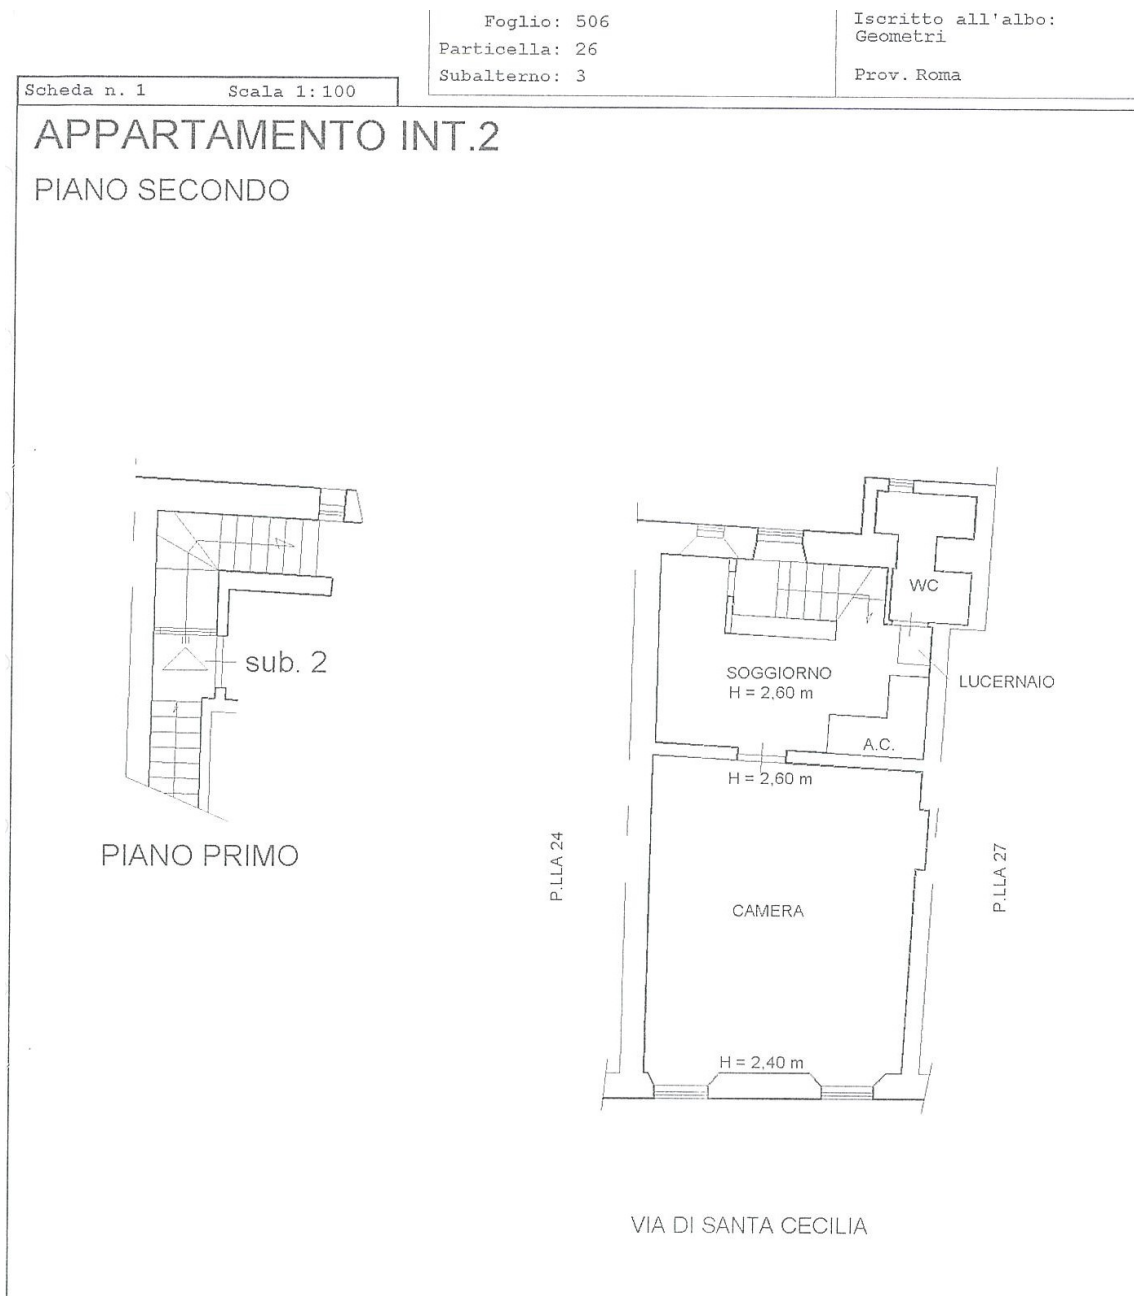 Foglio: 506
Particella: 26
Subalterno: 3
Iscritto all'albo:
Geometri
Prov. Roma
Scheda n. 1 Scala 1:100
APPARTAMENTO INT.2
PIANO SECONDO
sub. 2
PIANO PRIMO
WC
SOGGIORNO
H = 2,60 m
LUCERNAIO
A.C.
H = 2,60 m
P.LLA 24
P.LLA 27
CAMERA
H = 2,40 m
VIA DI SANTA CECILIA